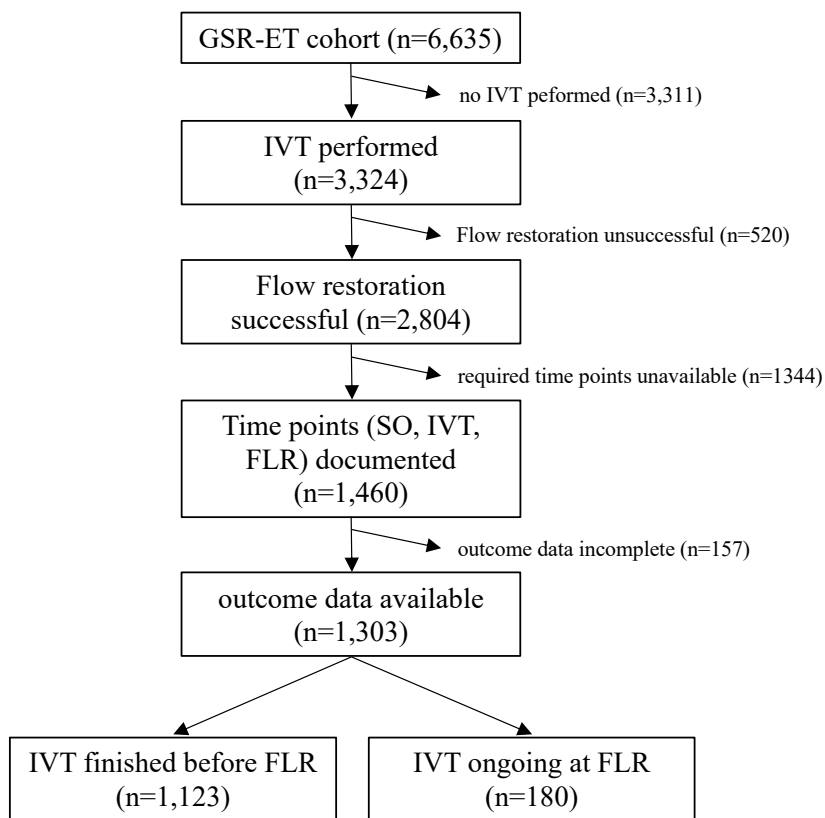 GSR-ET cohort (n=6,635)
no IVT peformed (n=3,311)
IVT performed
(n=3,324)
Flow restoration unsuccessful (n=520)
Flow restoration
successful (n=2,804)
required time points unavailable (n=1344)
Time points (SO, IVT,
FLR) documented
(n=1,460)
outcome data incomplete (n=157)
outcome data available
(n=1,303)
IVT finished before FLR
(n=1,123)
IVT ongoing at FLR
(n=180)